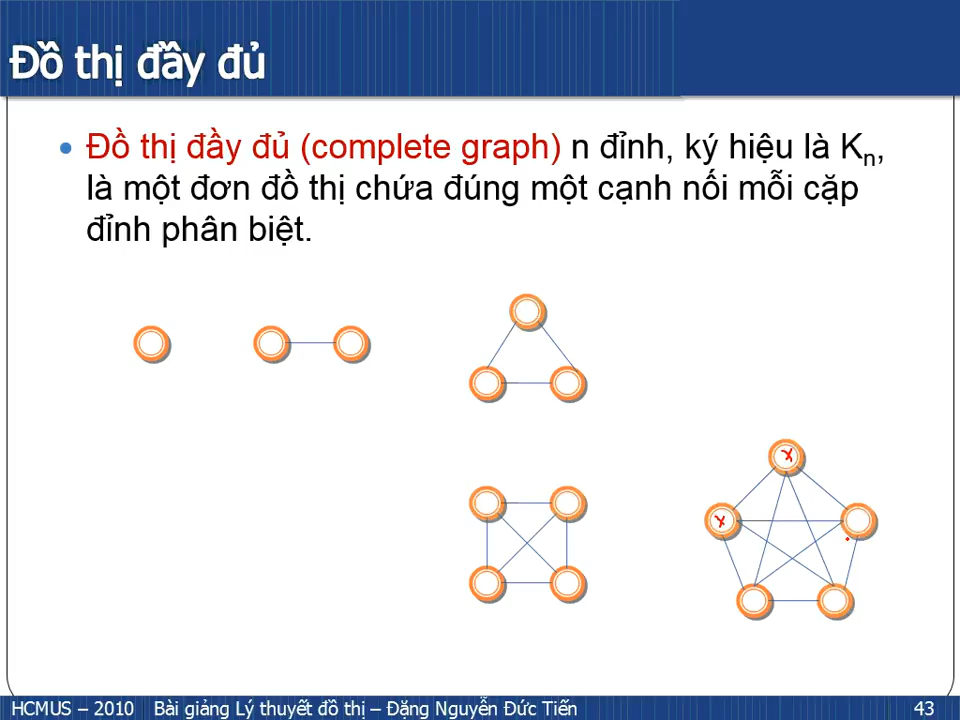 Đồ thị đầy đủ
• Đồ thị đầy đủ (complete graph) n đỉnh, ký hiệu là Kn,
là một đơn đồ thị chứa đúng một cạnh nối mỗi cặp
đỉnh phân biệt.
x
x
HCMUS – 2010 Bài giảng Lý thuyết đồ thị – Đặng Nguyễn Đức Tiến 43